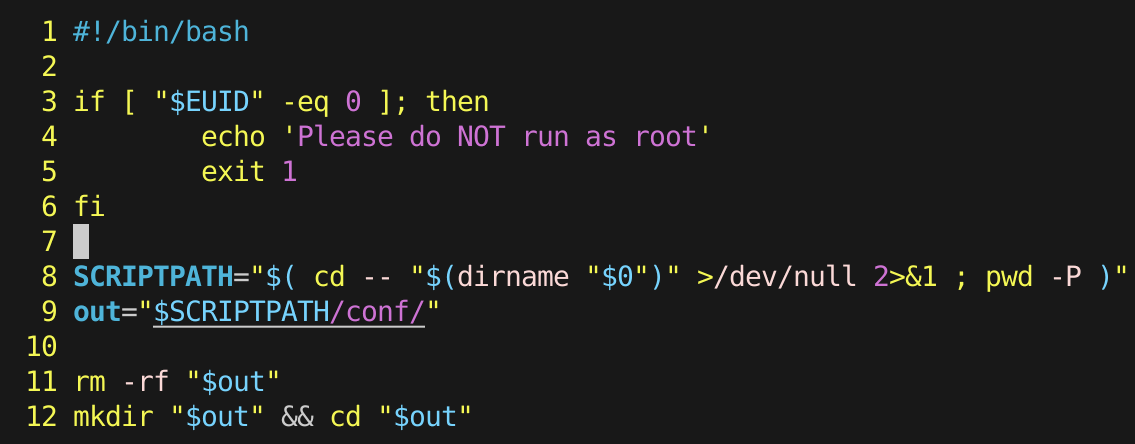 1 #!/bin/bash
2
3 if [ "$EUID" -eq 0 ]; then
4         echo 'Please do NOT run as root'
5         exit 1
6 fi
7
8 SCRIPTPATH="$( cd -- "$(dirname "$0")" >/dev/null 2>&1 ; pwd -P )"
9 out="$SCRIPTPATH/conf/"
10
11 rm -rf "$out"
12 mkdir "$out" && cd "$out"